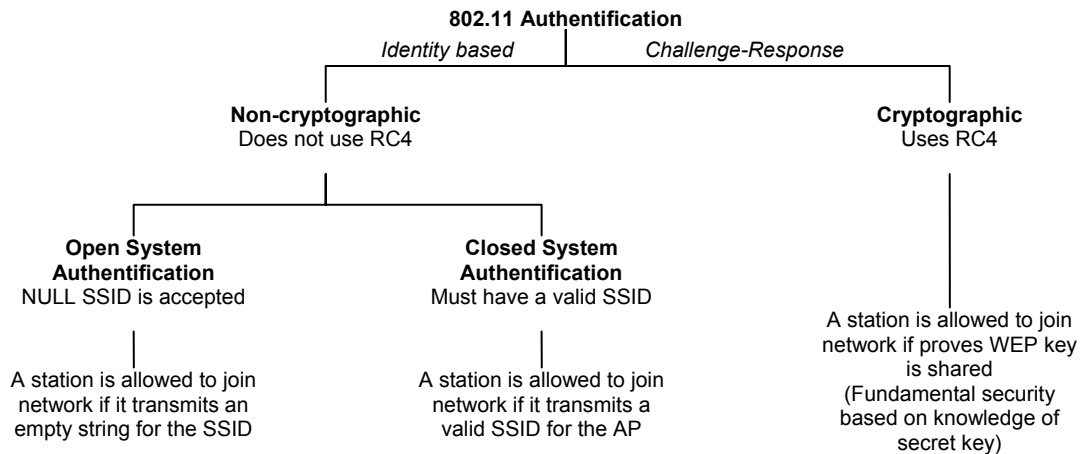 802.11 Authentification
Identity based
Challenge-Response
Non-cryptographic
Does not use RC4
Cryptographic
Uses RC4
Open System
Authentification
NULL SSID is accepted
Closed System
Authentification
Must have a valid SSID
A station is allowed to join
network if it transmits an
empty string for the SSID
A station is allowed to join
network if it transmits a
valid SSID for the AP
A station is allowed to join
network if proves WEP key
is shared
(Fundamental security
based on knowledge of
secret key)